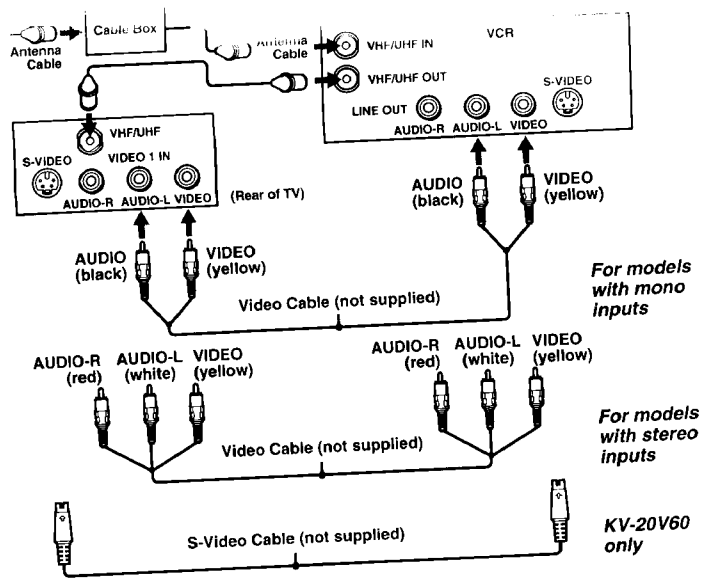 Antenna
Cable
Cable Box
Antenna
Cable
VHF/UHF IN
VCR
VHF/UHF OUT
S-VIDEO
LINE OUT
AUDIO-R AUDIO-L VIDEO
VHF/UHF
S-VIDEO
VIDEO 1 IN
AUDIO-R AUDIO-L VIDEO
(Rear of TV)
AUDIO
(black)
VIDEO
(yellow)
AUDIO
(black)
VIDEO
(yellow)
Video Cable (not supplied)
For models
with mono
inputs
AUDIO-R
(red)
AUDIO-L
(white)
VIDEO
(yellow)
AUDIO-R
(red)
AUDIO-L
(white)
VIDEO
(yellow)
Video Cable (not supplied)
For models
with stereo
inputs
S-Video Cable (not supplied)
KV-20V60
only